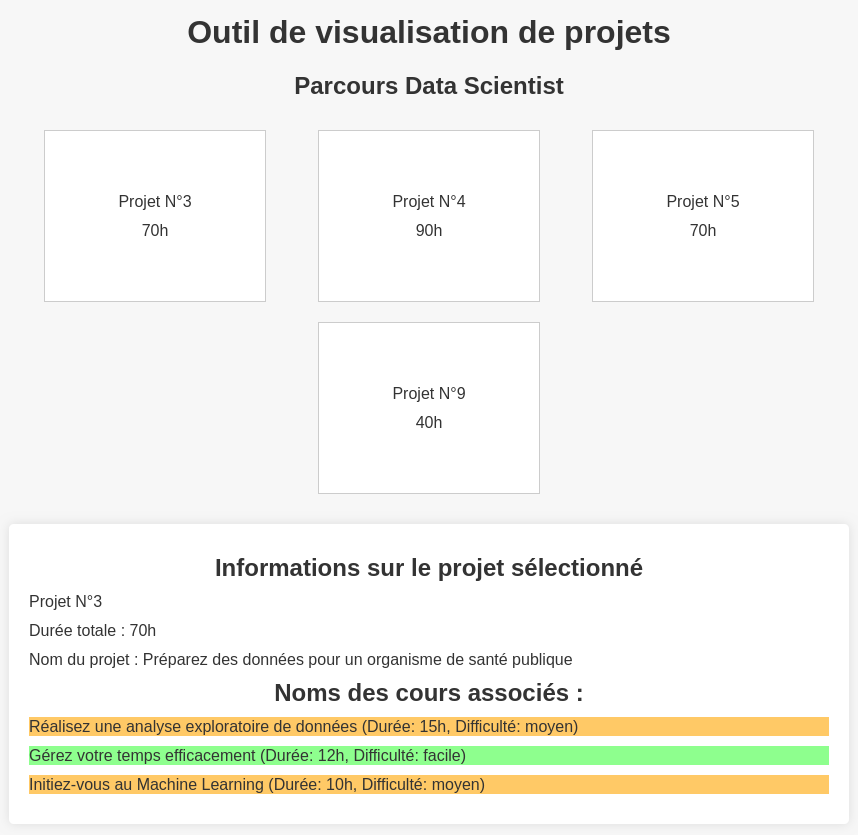 Outil de visualisation de projets
Parcours Data Scientist
Projet N°3
70h
Projet N°4
90h
Projet N°5
70h
Projet N°9
40h
Informations sur le projet sélectionné
Projet N°3
Durée totale : 70h
Nom du projet : Préparez des données pour un organisme de santé publique
Noms des cours associés :
Réalisez une analyse exploratoire de données (Durée: 15h, Difficulté: moyen)
Gérez votre temps efficacement (Durée: 12h, Difficulté: facile)
Initiez-vous au Machine Learning (Durée: 10h, Difficulté: moyen)